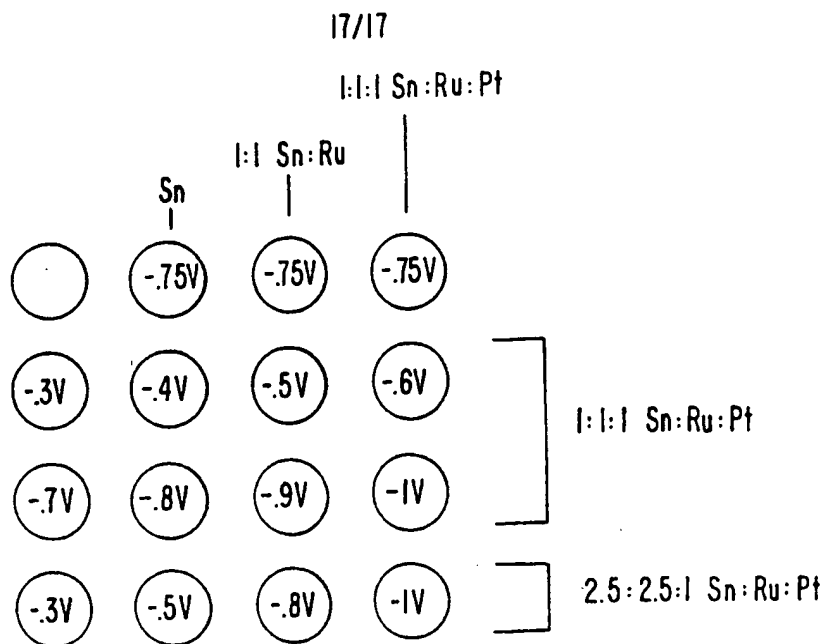 17/17
1:1:1 Sn:Ru:Pt
1:1 Sn:Ru
Sn
-.75V -.75V -.75V
-.3V -.4V -.5V -.6V
1:1:1 Sn:Ru:Pt
-.7V -.8V -.9V -1V
-.3V -.5V -.8V -1V
2.5:2.5:1 Sn:Ru:Pt